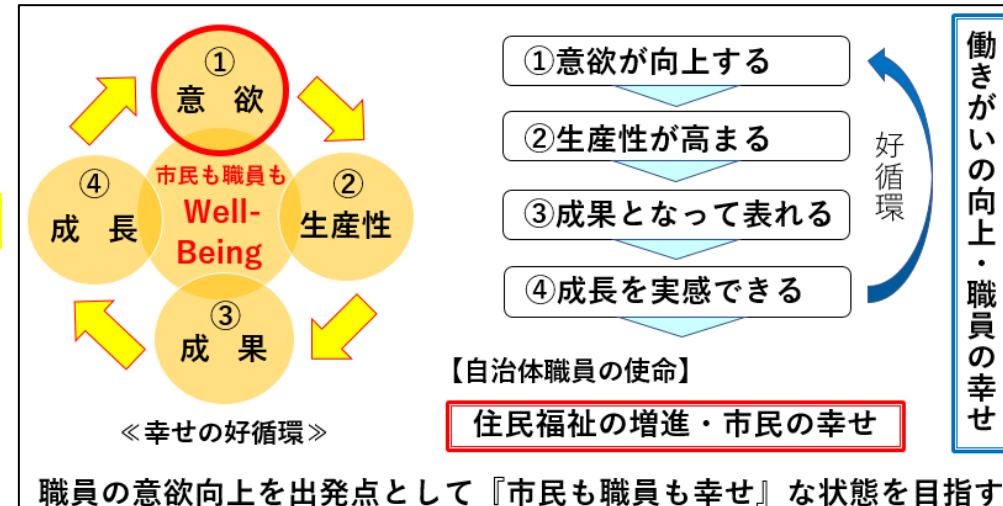 ①
意　欲
②
生産性
③
成　果
④
成　長
市民も職員も
Well-
Being
≪幸せの好循環≫
①意欲が向上する
②生産性が高まる
③成果となって表れる
④成長を実感できる
好循環
【自治体職員の使命】
住民福祉の増進・市民の幸せ
働きがいの向上・職員の幸せ
職員の意欲向上を出発点として『市民も職員も幸せ』な状態を目指す